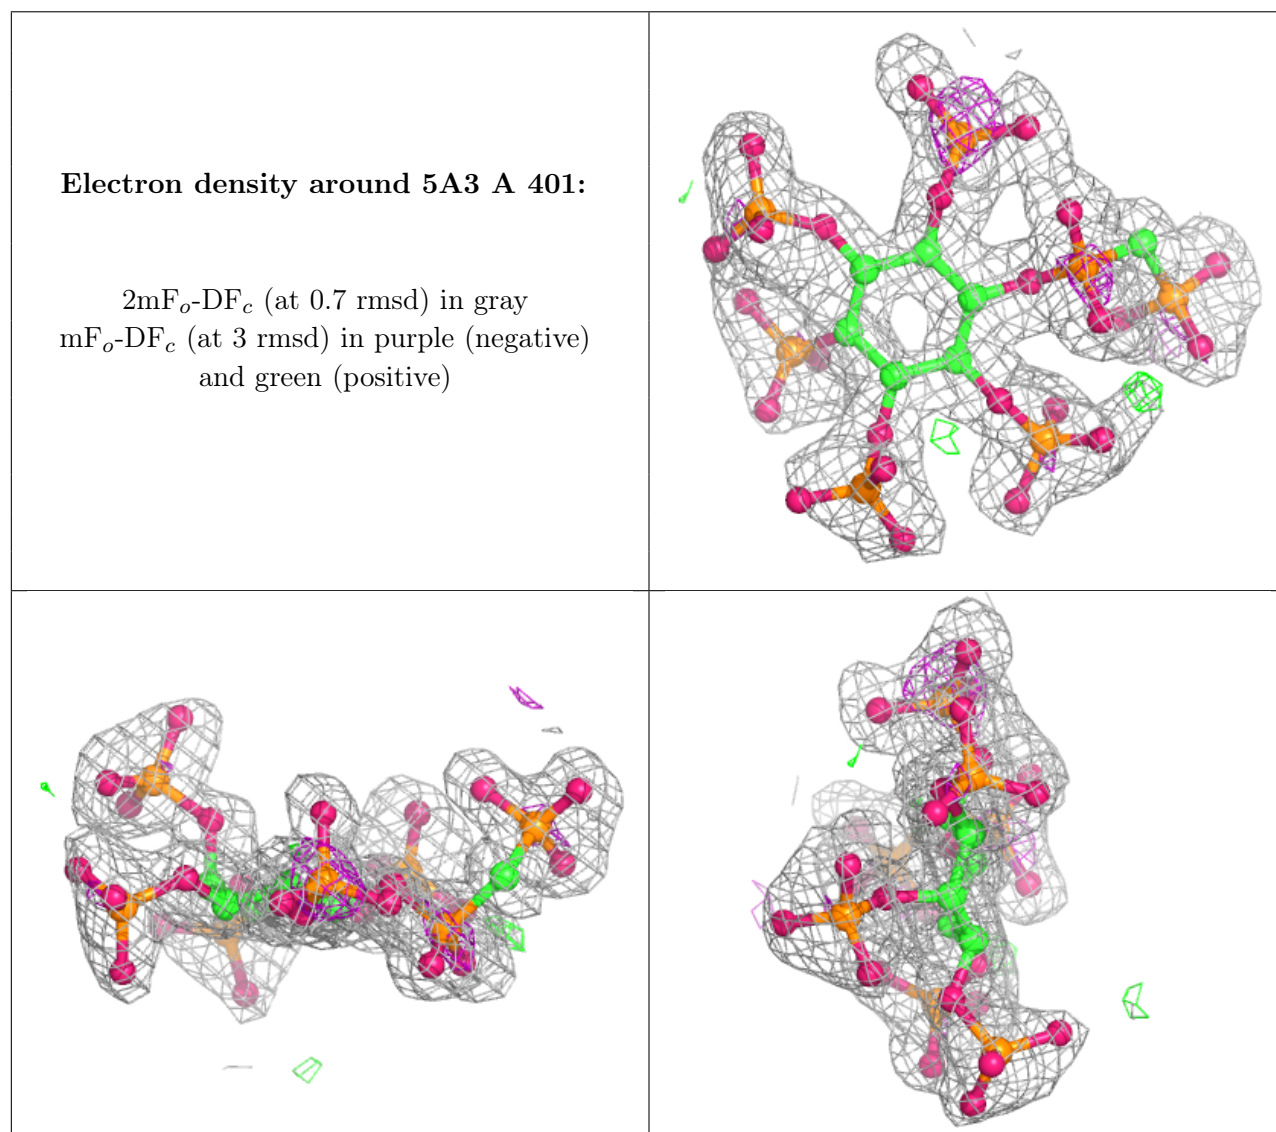 Electron density around 5A3 A 401:
2mFo-DFc (at 0.7 rmsd) in gray
mFo-DFc (at 3 rmsd) in purple (negative)
and green (positive)